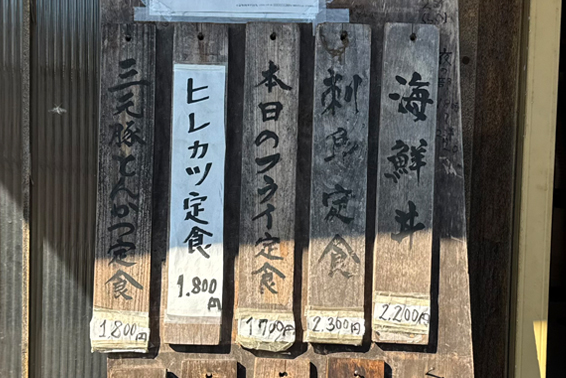 海鮮丼
2.200円
刺身定食
2.300円
本日のフライ定食
1700円
ヒレカツ定食
1.800円
三元豚とんかつ定食
1800円